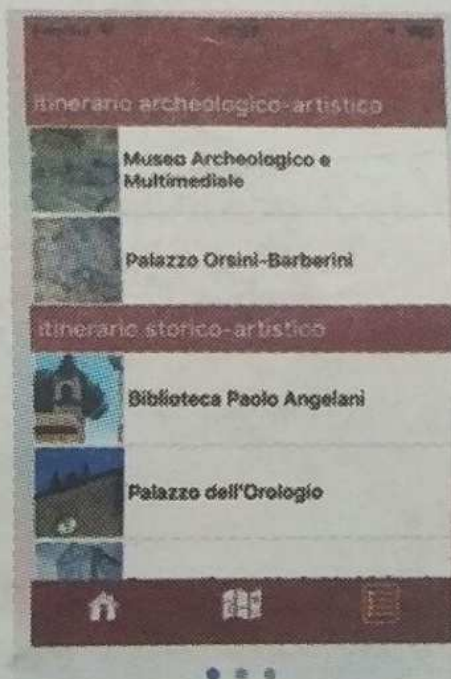 itinerario archeologico-artistico
Museo Archeologico e
Multimediale
Palazzo Orsini-Barberini
itinerario storico-artistico
Biblioteca Paolo Angelani
Palazzo dell'Orologio